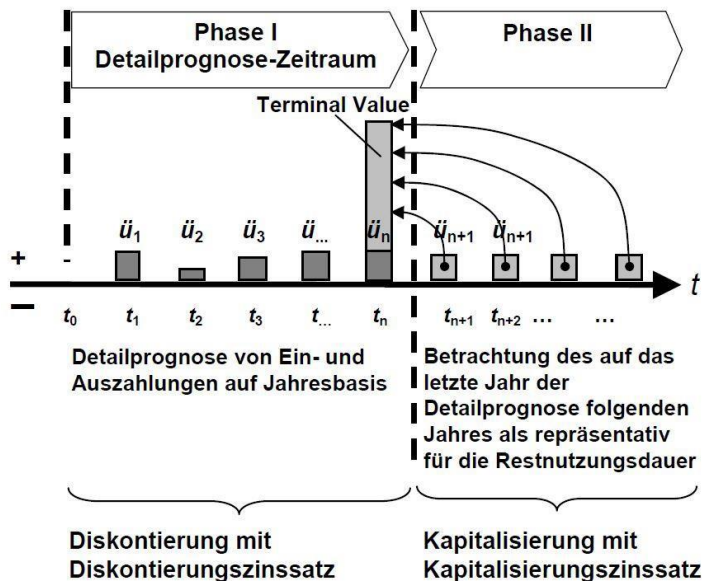 Phase I
Detailprognose-Zeitraum
Phase II
Terminal Value
ü1 ü2 ü3 ü... ün ün+1 ün+1
+ -
− t
t0 t1 t2 t3 t... tn tn+1 tn+2 ... ...
Detailprognose von Ein- und
Auszahlungen auf Jahresbasis
Betrachtung des auf das
letzte Jahr der
Detailprognose folgenden
Jahres als repräsentativ
für die Restnutzungsdauer
Diskontierung mit
Diskontierungszinssatz
Kapitalisierung mit
Kapitalisierungszinssatz